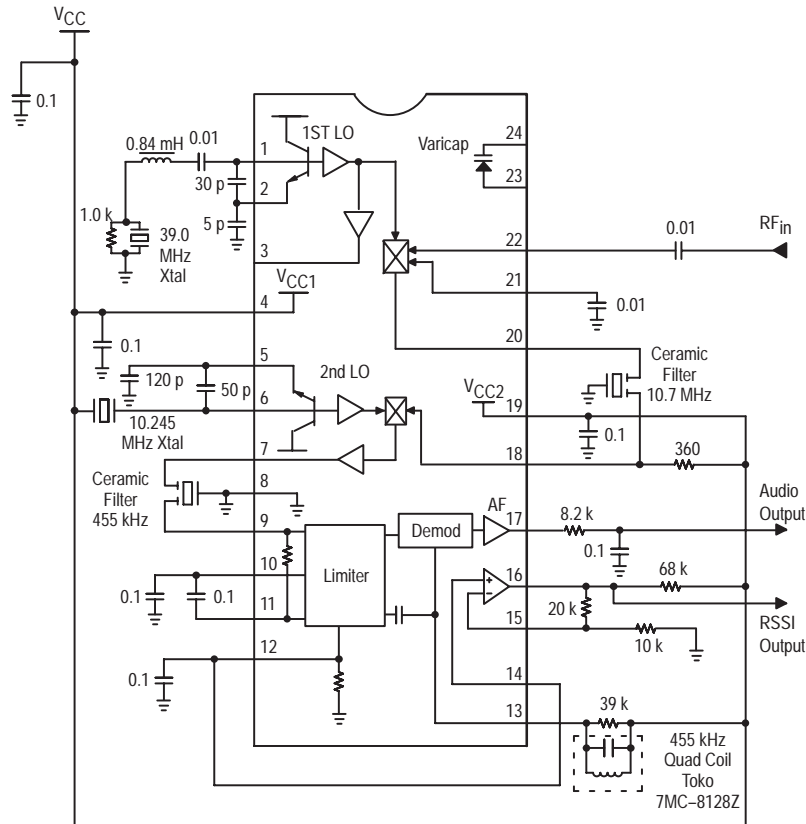 VCC
0.1
0.84 mH
0.01
1.0 k
39.0
MHz
Xtal
30 p
5 p
1
2
3
4
5
6
7
8
9
10
11
12
1ST LO
VCC1
2nd LO
Varicap
24
23
22
21
20
19
18
17
16
15
14
13
0.01
RFin
0.01
Ceramic
Filter
10.7 MHz
VCC2
0.1
360
0.1
120 p
50 p
10.245
MHz Xtal
Ceramic
Filter
455 kHz
0.1
0.1
0.1
Limiter
Demod
AF
+
–
8.2 k
0.1
Audio
Output
68 k
20 k
10 k
RSSI
Output
39 k
455 kHz
Quad Coil
Toko
7MC–8128Z